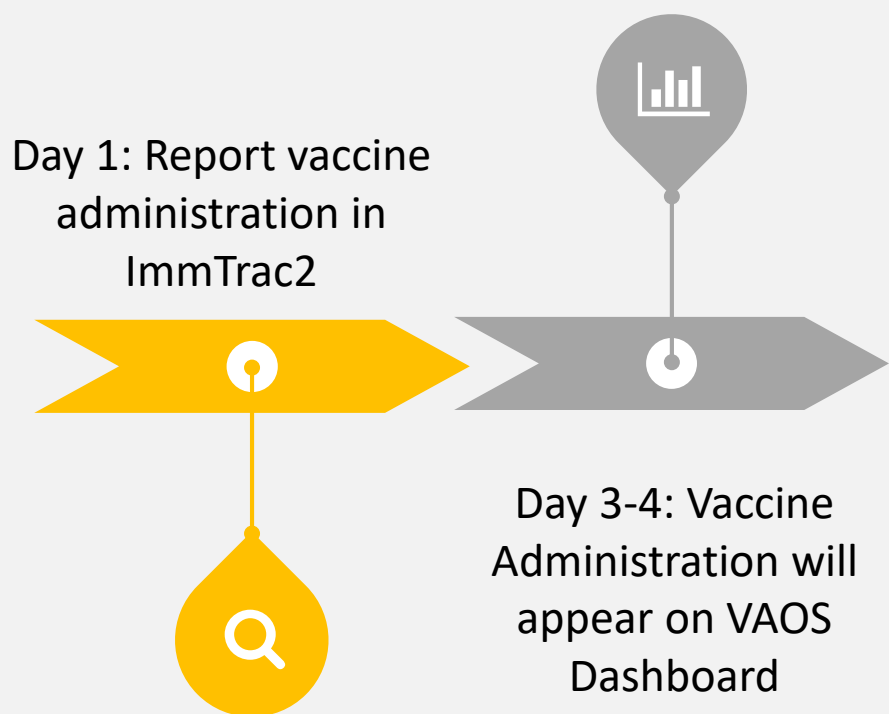 Day 1: Report vaccine
administration in
ImmTrac2
Day 3-4: Vaccine
Administration will
appear on VAOS
Dashboard